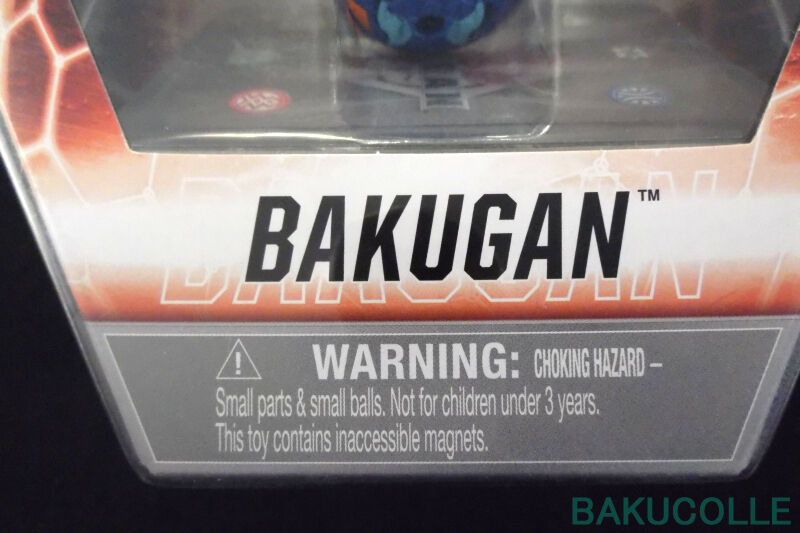 BAKUGAN™
BAKUGAN
WARNING: CHOKING HAZARD –
Small parts & small balls. Not for children under 3 years.
This toy contains inaccessible magnets.
BAKUCOLLE